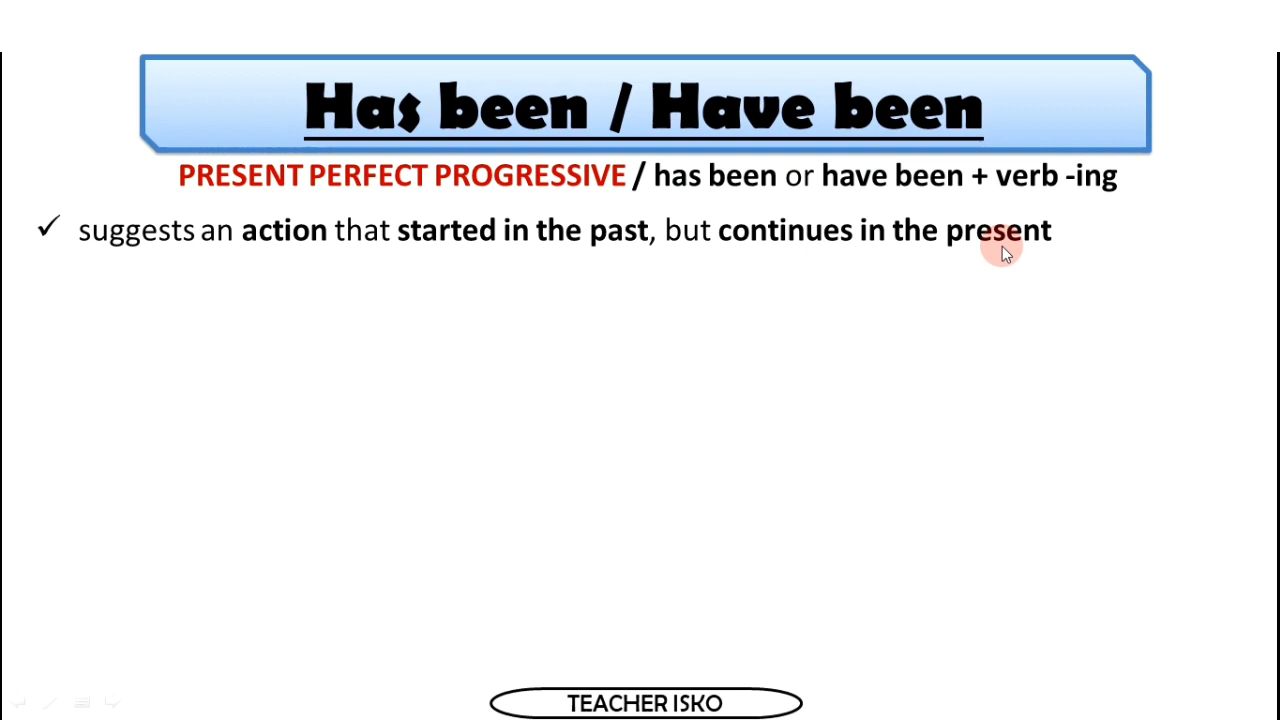 Has been / Have been
PRESENT PERFECT PROGRESSIVE / has been or have been + verb -ing
✓ suggests an action that started in the past, but continues in the present
TEACHER ISKO